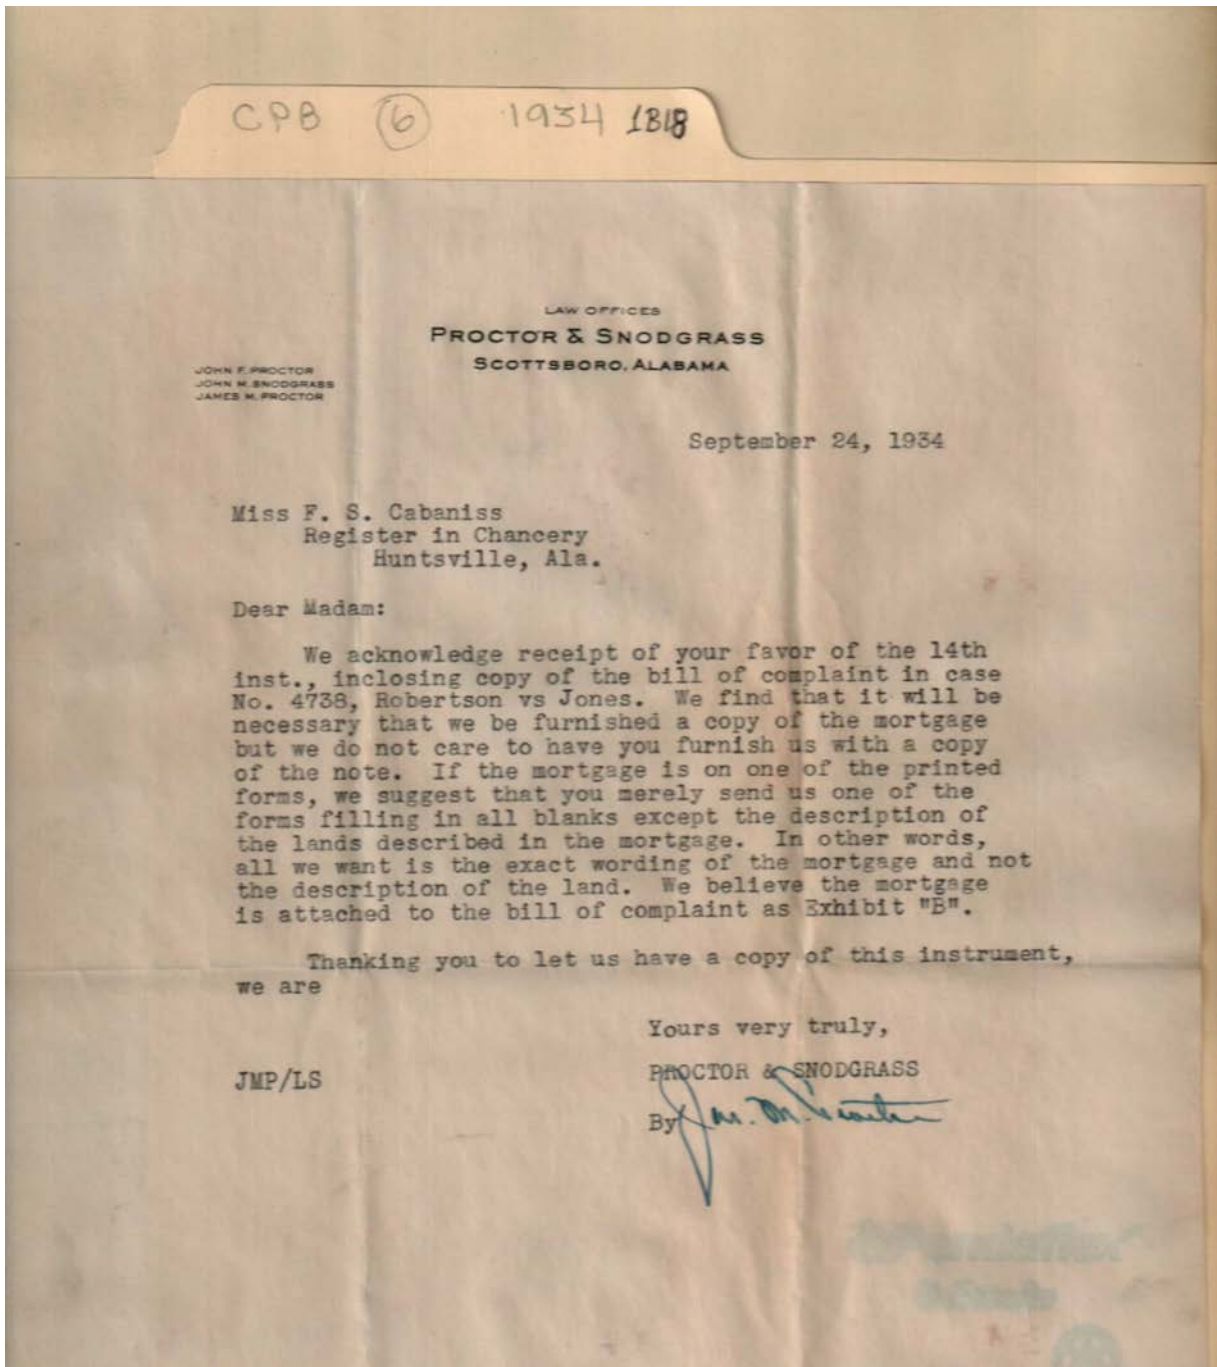 CPB 6 1934 1818
LAW OFFICES
PROCTOR & SNODGRASS
SCOTTSBORO, ALABAMA
JOHN F. PROCTOR
JOHN M. SNODGRASS
JAMES M. PROCTOR
September 24, 1934
Miss F. S. Cabaniss
Register in Chancery
Huntsville, Ala.
Dear Madam:
We acknowledge receipt of your favor of the 14th
inst., inclosing copy of the bill of complaint in case
No. 4738, Robertson vs Jones. We find that it will be
necessary that we be furnished a copy of the mortgage
but we do not care to have you furnish us with a copy
of the note. If the mortgage is on one of the printed
forms, we suggest that you merely send us one of the
forms filling in all blanks except the description of
the lands described in the mortgage. In other words,
all we want is the exact wording of the mortgage and not
the description of the land. We believe the mortgage
is attached to the bill of complaint as Exhibit "B".
Thanking you to let us have a copy of this instrument,
we are
Yours very truly,
PROCTOR & SNODGRASS
JMP/LS
By Jas. M. Proctor